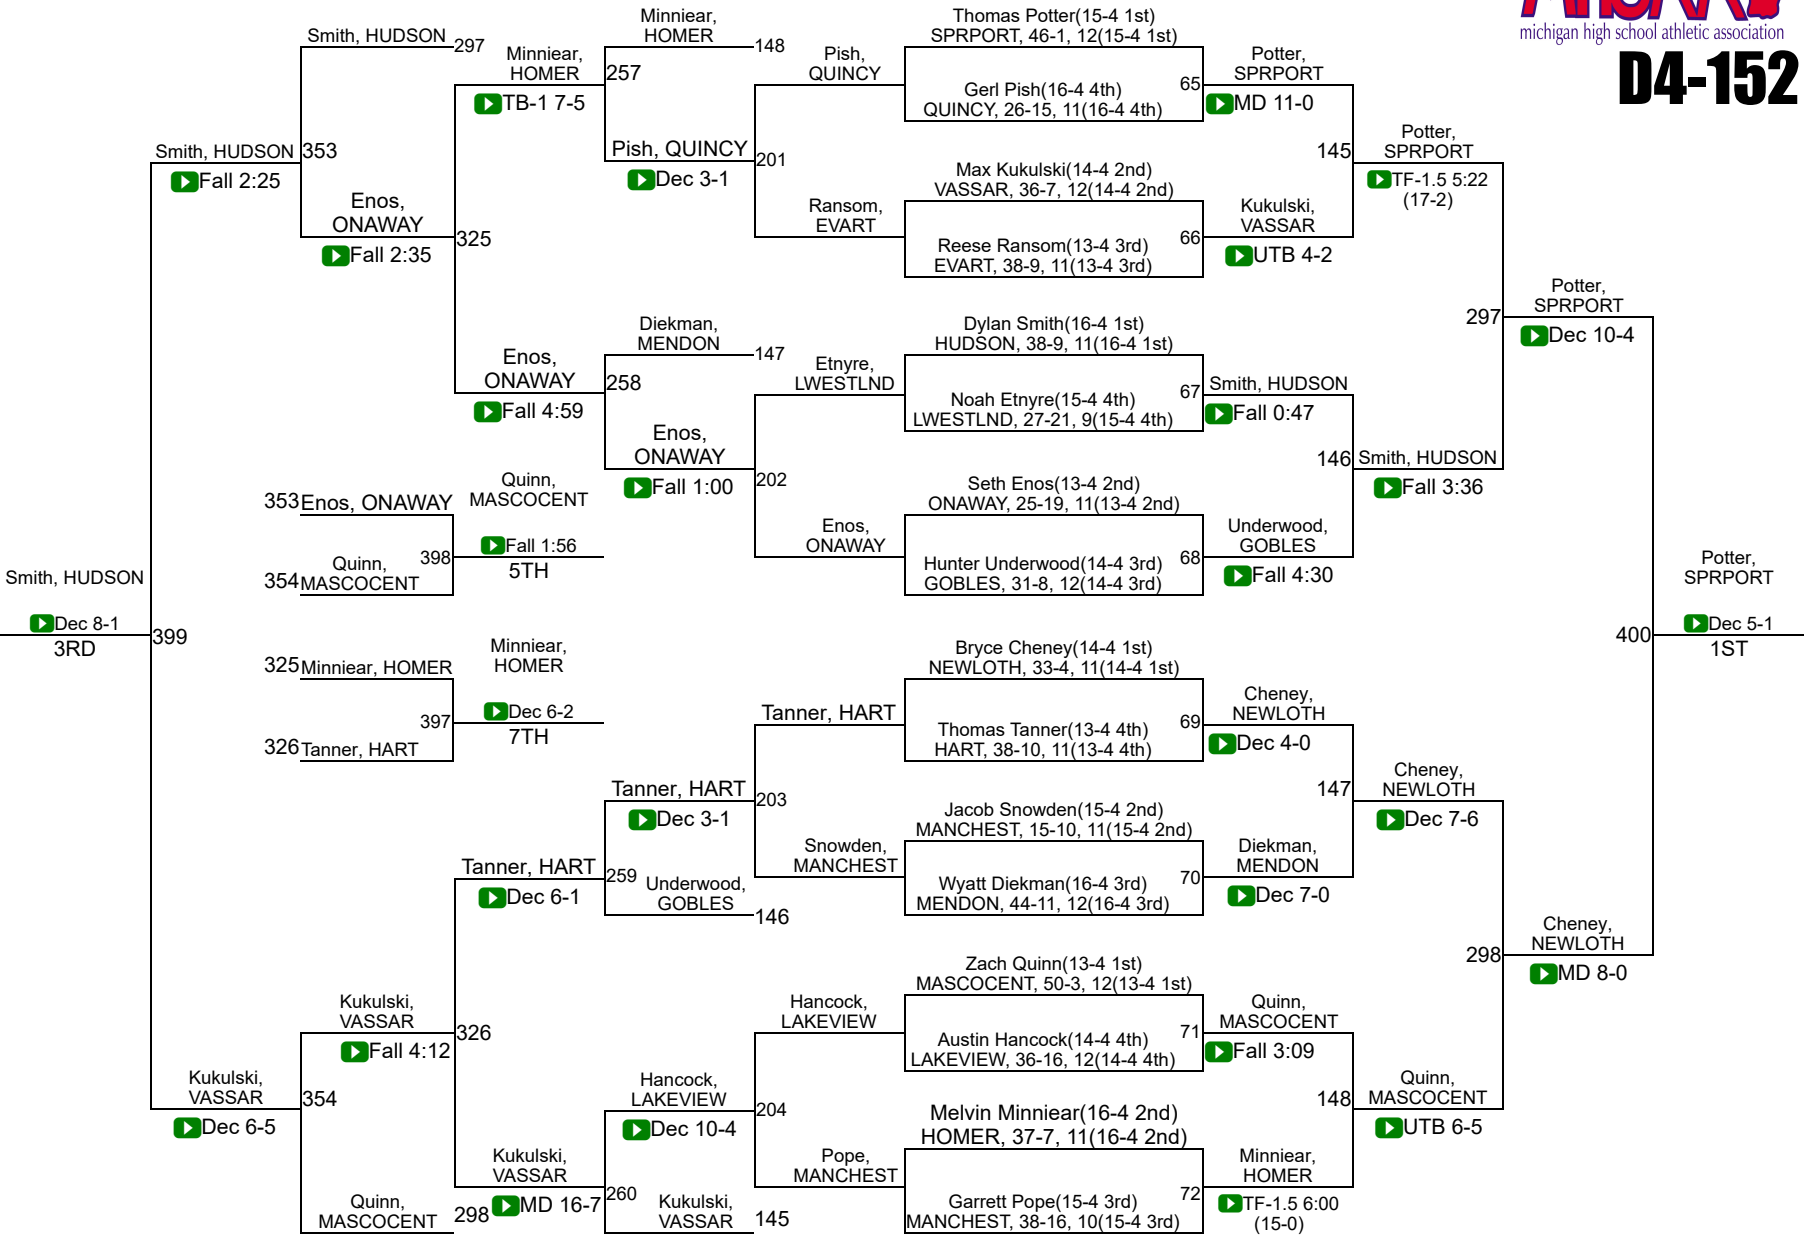 michigan high school athletic association
D4-152
Smith, HUDSON
297
353
Smith, HUDSON
Fall 2:25
Enos,
ONAWAY
Fall 2:35
325
Minniear,
HOMER
TB-1 7-5
Minniear,
HOMER
148
257
Pish, QUINCY
Dec 3-1
201
Pish,
QUINCY
Ransom,
EVART
Thomas Potter(15-4 1st)
SPRPORT, 46-1, 12(15-4 1st)
Gerl Pish(16-4 4th)
QUINCY, 26-15, 11(16-4 4th)
65
Potter,
SPRPORT
MD 11-0
Max Kukulski(14-4 2nd)
VASSAR, 36-7, 12(14-4 2nd)
Reese Ransom(13-4 3rd)
EVART, 38-9, 11(13-4 3rd)
66
Kukulski,
VASSAR
UTB 4-2
145
Potter,
SPRPORT
TF-1.5 5:22
(17-2)
Enos,
ONAWAY
Fall 4:59
Diekman,
MENDON
147
258
Enos,
ONAWAY
Fall 1:00
202
Etnyre,
LWESTLND
Enos,
ONAWAY
Dylan Smith(16-4 1st)
HUDSON, 38-9, 11(16-4 1st)
Noah Etnyre(15-4 4th)
LWESTLND, 27-21, 9(15-4 4th)
67
Smith, HUDSON
Fall 0:47
Seth Enos(13-4 2nd)
ONAWAY, 25-19, 11(13-4 2nd)
Hunter Underwood(14-4 3rd)
GOBLES, 31-8, 12(14-4 3rd)
68
Underwood,
GOBLES
Fall 4:30
146
Smith, HUDSON
Fall 3:36
297
Potter,
SPRPORT
Dec 10-4
353
Enos, ONAWAY
354
Quinn,
MASCOCENT
398
Quinn,
MASCOCENT
Fall 1:56
5TH
Smith, HUDSON
Dec 8-1
3RD
399
325
Minniear, HOMER
326
Tanner, HART
397
Minniear,
HOMER
Dec 6-2
7TH
400
Potter,
SPRPORT
Dec 5-1
1ST
Tanner, HART
Dec 6-1
Tanner, HART
Dec 3-1
259
Underwood,
GOBLES
146
203
Tanner, HART
Snowden,
MANCHEST
Bryce Cheney(14-4 1st)
NEWLOTH, 33-4, 11(14-4 1st)
Thomas Tanner(13-4 4th)
HART, 38-10, 11(13-4 4th)
69
Cheney,
NEWLOTH
Dec 4-0
Jacob Snowden(15-4 2nd)
MANCHEST, 15-10, 11(15-4 2nd)
Wyatt Diekman(16-4 3rd)
MENDON, 44-11, 12(16-4 3rd)
70
Diekman,
MENDON
Dec 7-0
147
Cheney,
NEWLOTH
Dec 7-6
Kukulski,
VASSAR
Dec 6-5
354
Kukulski,
VASSAR
Fall 4:12
326
Quinn,
MASCOCENT
298
Kukulski,
VASSAR
MD 16-7
Hancock,
LAKEVIEW
Dec 10-4
260
Kukulski,
VASSAR
145
204
Hancock,
LAKEVIEW
Pope,
MANCHEST
Zach Quinn(13-4 1st)
MASCOCENT, 50-3, 12(13-4 1st)
Austin Hancock(14-4 4th)
LAKEVIEW, 36-16, 12(14-4 4th)
71
Quinn,
MASCOCENT
Fall 3:09
Melvin Minniear(16-4 2nd)
HOMER, 37-7, 11(16-4 2nd)
Garrett Pope(15-4 3rd)
MANCHEST, 38-16, 10(15-4 3rd)
72
Minniear,
HOMER
TF-1.5 6:00
(15-0)
148
Quinn,
MASCOCENT
UTB 6-5
298
Cheney,
NEWLOTH
MD 8-0